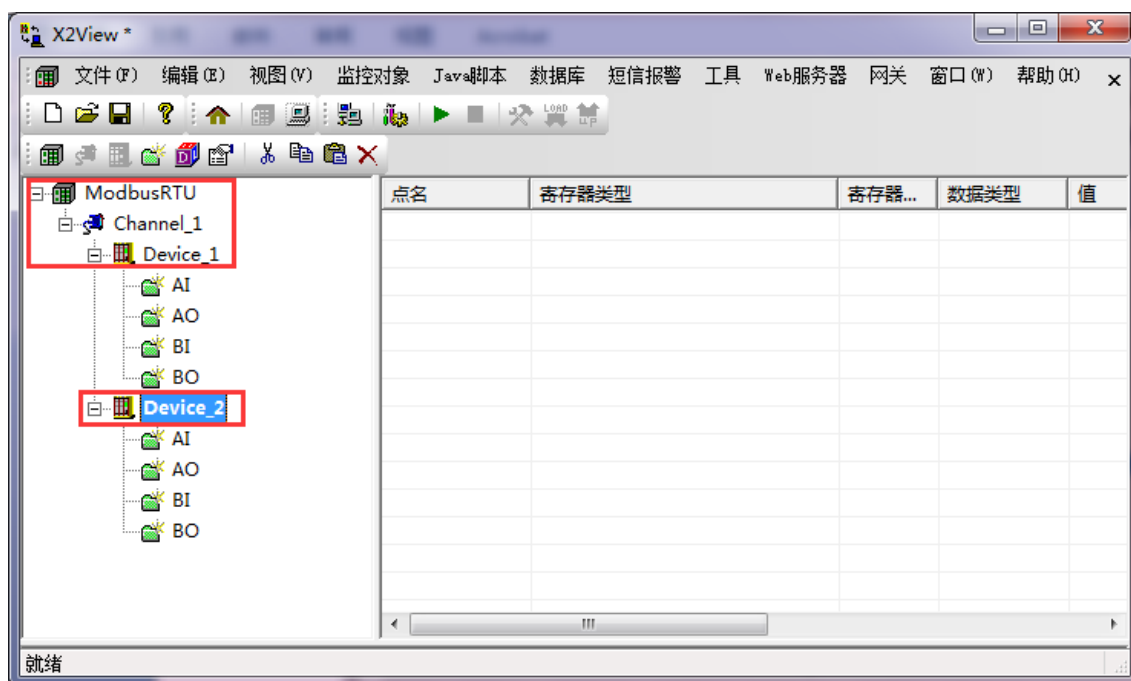 X2View *
文件(F) 编辑(E) 视图(V) 监控对象 Java脚本 数据库 短信报警 工具 Web服务器 网关 窗口(W) 帮助(H)
LOAD UP
ModbusRTU
Channel_1
Device_1
AI
AO
BI
BO
Device_2
AI
AO
BI
BO
点名 寄存器类型 寄存器... 数据类型 值
就绪